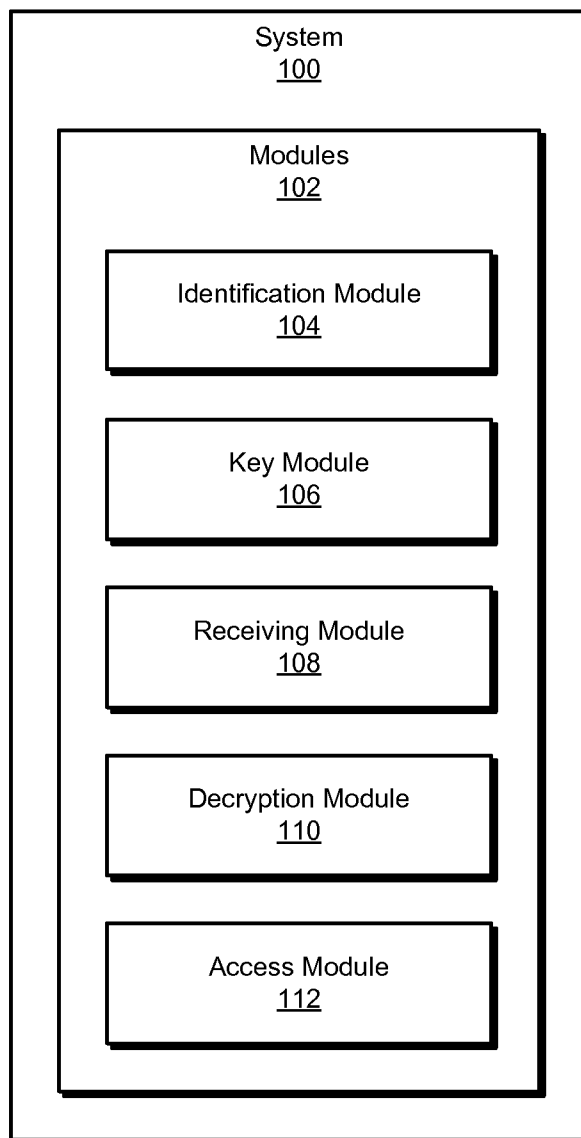 System
100
Modules
102
Identification Module
104
Key Module
106
Receiving Module
108
Decryption Module
110
Access Module
112